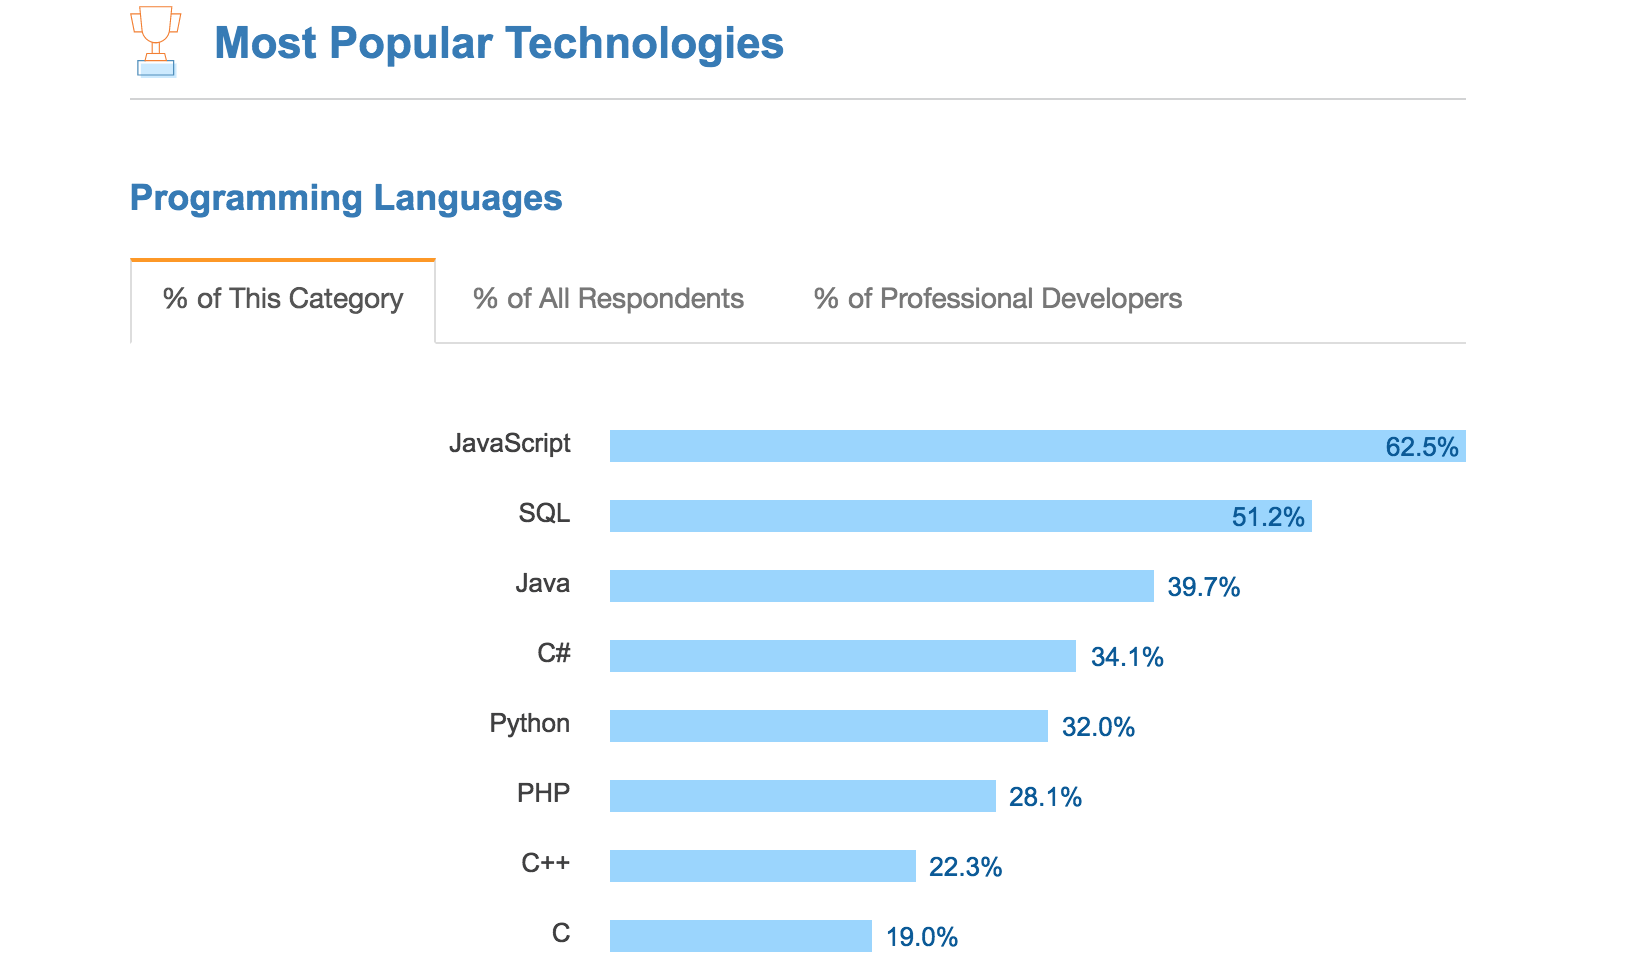 Most Popular Technologies
Programming Languages
% of This Category % of All Respondents % of Professional Developers
JavaScript 62.5%
SQL 51.2%
Java 39.7%
C# 34.1%
Python 32.0%
PHP 28.1%
C++ 22.3%
C 19.0%